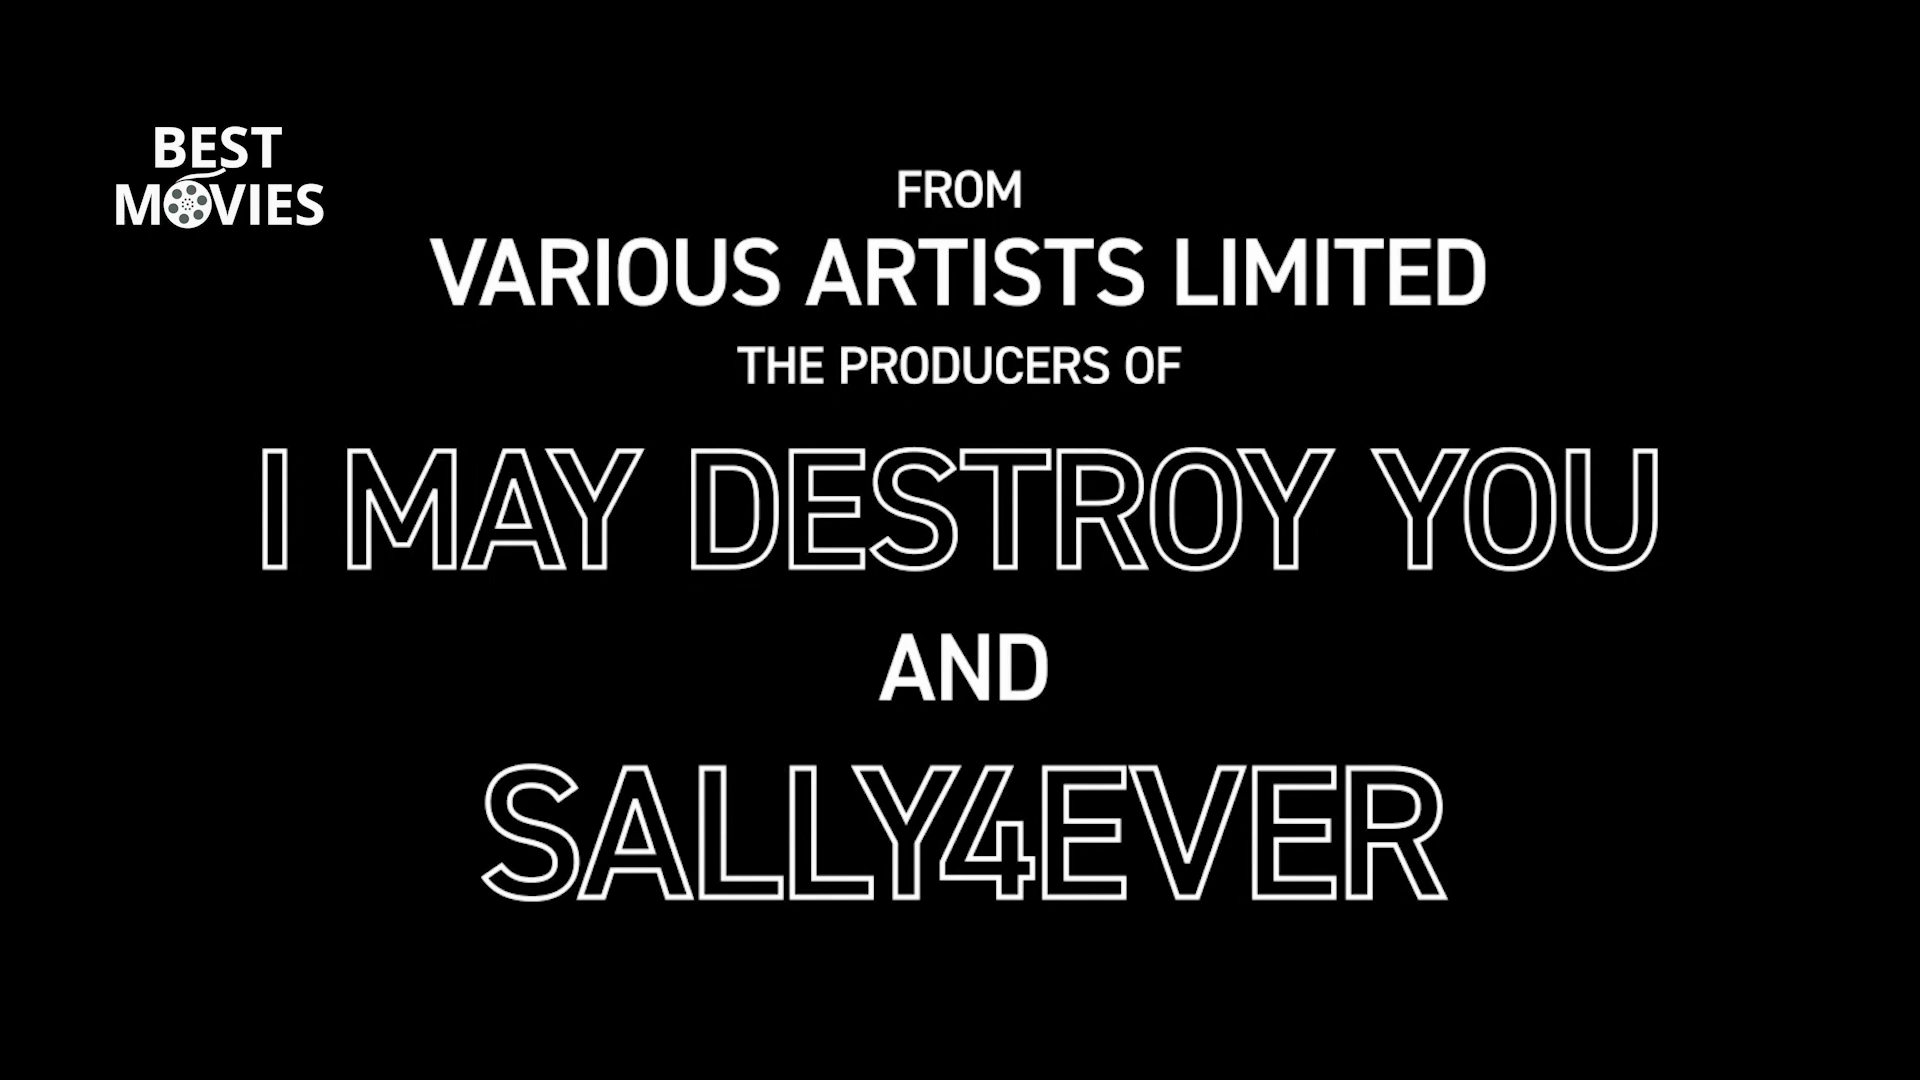 BEST
MOVIES
FROM
VARIOUS ARTISTS LIMITED
THE PRODUCERS OF
I MAY DESTROY YOU
AND
SALLY4EVER